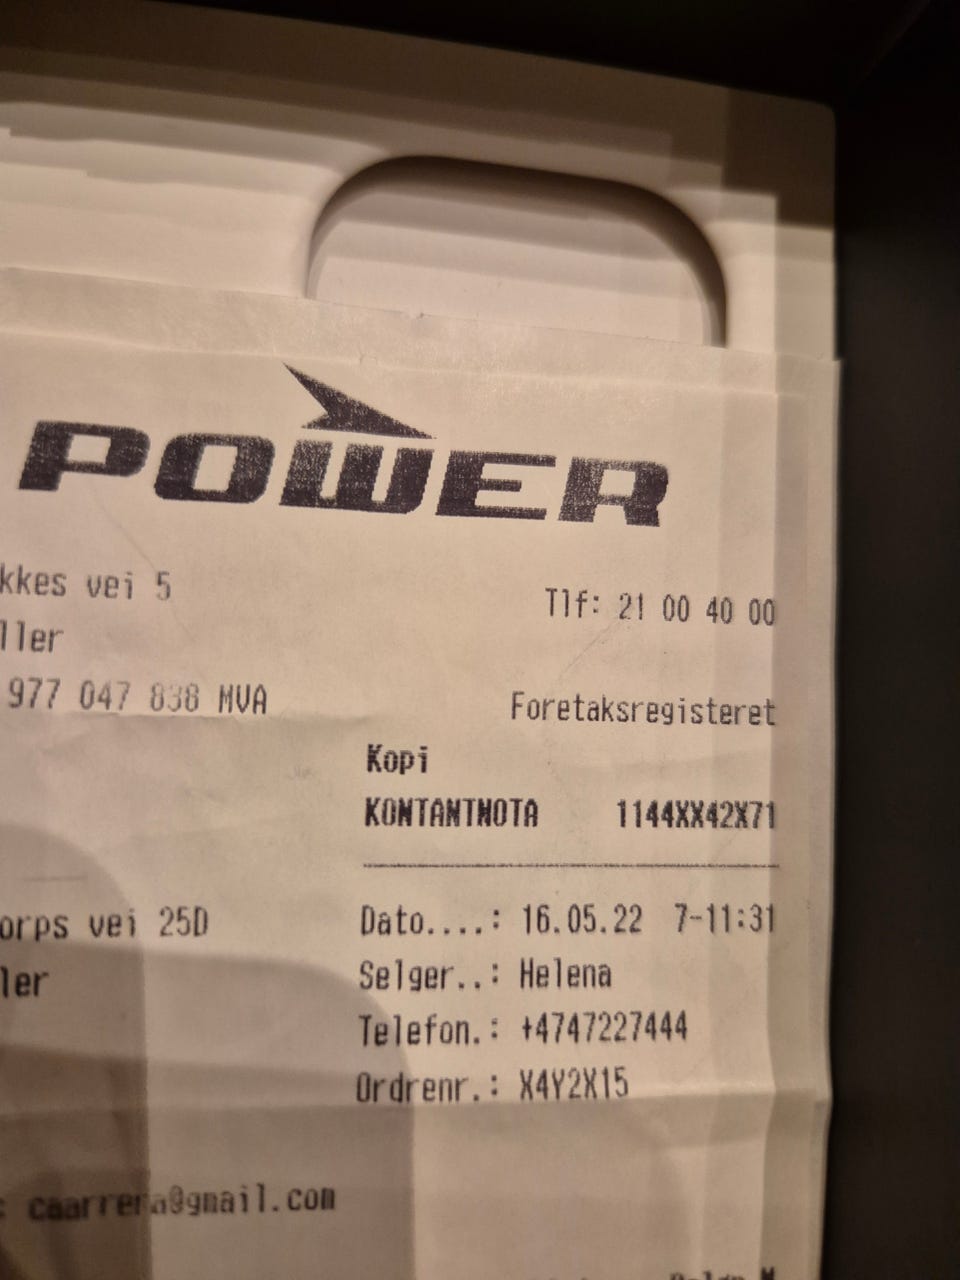 POWER
kkes vei 5
Tlf: 21 00 40 00
ller
977 047 838 MVA
Foretaksregisteret
Kopi
KONTANTNOTA 1144XX42X71
orps vei 25D
Dato....: 16.05.22 7-11:31
ler
Selger..: Helena
Telefon.: +4747227444
Ordrenr.: X4Y2X15
: caarrera@gmail.com